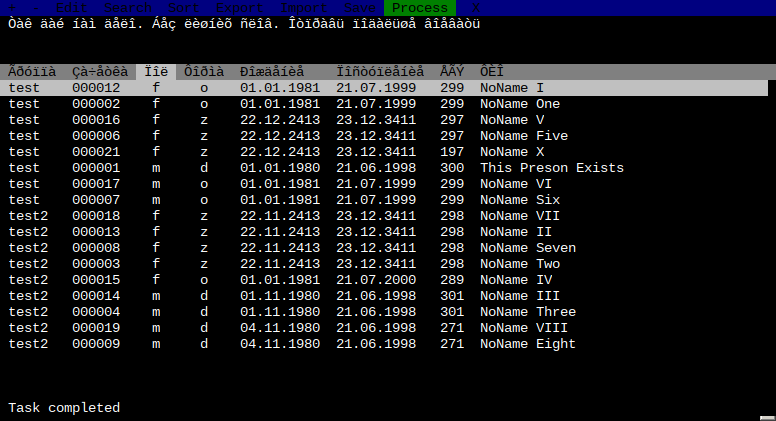 + - Edit Search Sort Export Import Save Process X
Òàê äàé íàì äåëî. Áåç ëèøíèõ ñëîâ. Îòïðàâü ïîäàëüøå âîåâàòü
Ãðóïïà Çà÷åòêà Ïîë Ôîðìà Ðîæäåíèå Ïîñòóïëåíèå ÅÃÝ ÔÈÎ
test 000012 f o 01.01.1981 21.07.1999 299 NoName I
test 000002 f o 01.01.1981 21.07.1999 299 NoName One
test 000016 f z 22.12.2413 23.12.3411 297 NoName V
test 000006 f z 22.12.2413 23.12.3411 297 NoName Five
test 000021 f z 22.12.2413 23.12.3411 197 NoName X
test 000001 m d 01.01.1980 21.06.1998 300 This Preson Exists
test 000017 m o 01.01.1981 21.07.1999 299 NoName VI
test 000007 m o 01.01.1981 21.07.1999 299 NoName Six
test2 000018 f z 22.11.2413 23.12.3411 298 NoName VII
test2 000013 f z 22.11.2413 23.12.3411 298 NoName II
test2 000008 f z 22.11.2413 23.12.3411 298 NoName Seven
test2 000003 f z 22.11.2413 23.12.3411 298 NoName Two
test2 000015 f o 01.01.1981 21.07.2000 289 NoName IV
test2 000014 m d 01.11.1980 21.06.1998 301 NoName III
test2 000004 m d 01.11.1980 21.06.1998 301 NoName Three
test2 000019 m d 04.11.1980 21.06.1998 271 NoName VIII
test2 000009 m d 04.11.1980 21.06.1998 271 NoName Eight
Task completed